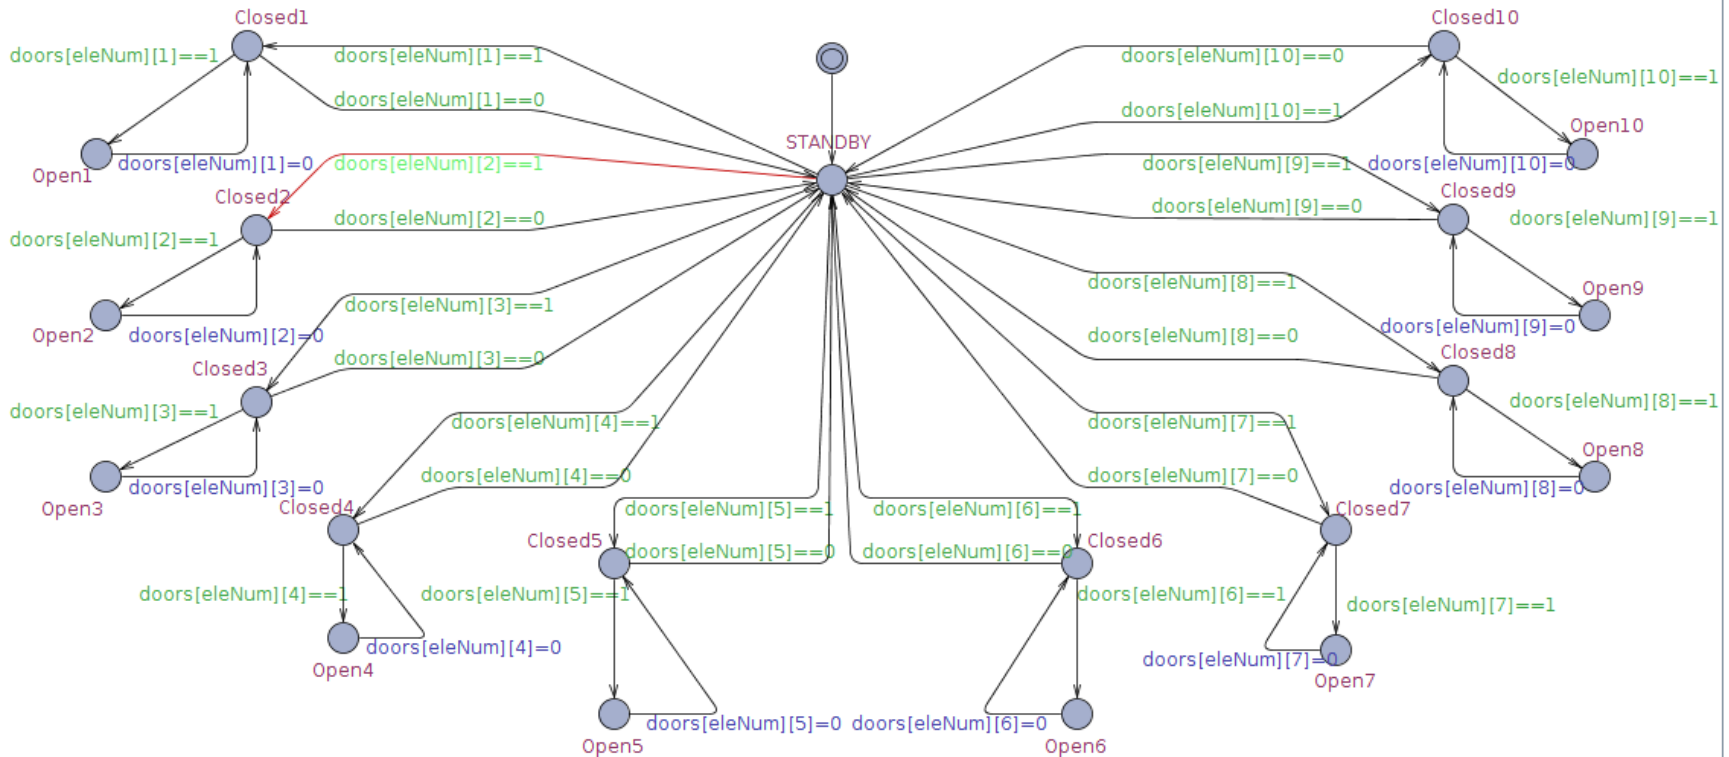 Closed1
Closed10
doors[eleNum][1]==1
doors[eleNum][1]==1
doors[eleNum][10]==0
doors[eleNum][10]==1
doors[eleNum][1]==0
doors[eleNum][10]==1
Open10
STANDBY
doors[eleNum][1]=0
doors[eleNum][2]==1
doors[eleNum][9]==1
doors[eleNum][10]=0
Open1
Closed2
Closed9
doors[eleNum][2]==0
doors[eleNum][9]==0
doors[eleNum][9]==1
doors[eleNum][2]==1
doors[eleNum][8]==1
Open9
doors[eleNum][3]==1
Open2
doors[eleNum][2]=0
doors[eleNum][8]==0
doors[eleNum][9]=0
Closed3
doors[eleNum][3]==0
Closed8
doors[eleNum][3]==1
doors[eleNum][8]==1
doors[eleNum][4]==1
doors[eleNum][7]==1
Open8
doors[eleNum][4]==0
doors[eleNum][7]==0
doors[eleNum][3]=0
doors[eleNum][8]=0
Open3
Closed4
doors[eleNum][5]==1
doors[eleNum][6]==1
Closed7
Closed5
doors[eleNum][5]==0
doors[eleNum][6]==0
Closed6
doors[eleNum][4]==1
doors[eleNum][5]==1
doors[eleNum][6]==1
doors[eleNum][7]==1
doors[eleNum][4]=0
doors[eleNum][7]=0
Open4
Open7
doors[eleNum][5]=0
doors[eleNum][6]=0
Open5
Open6